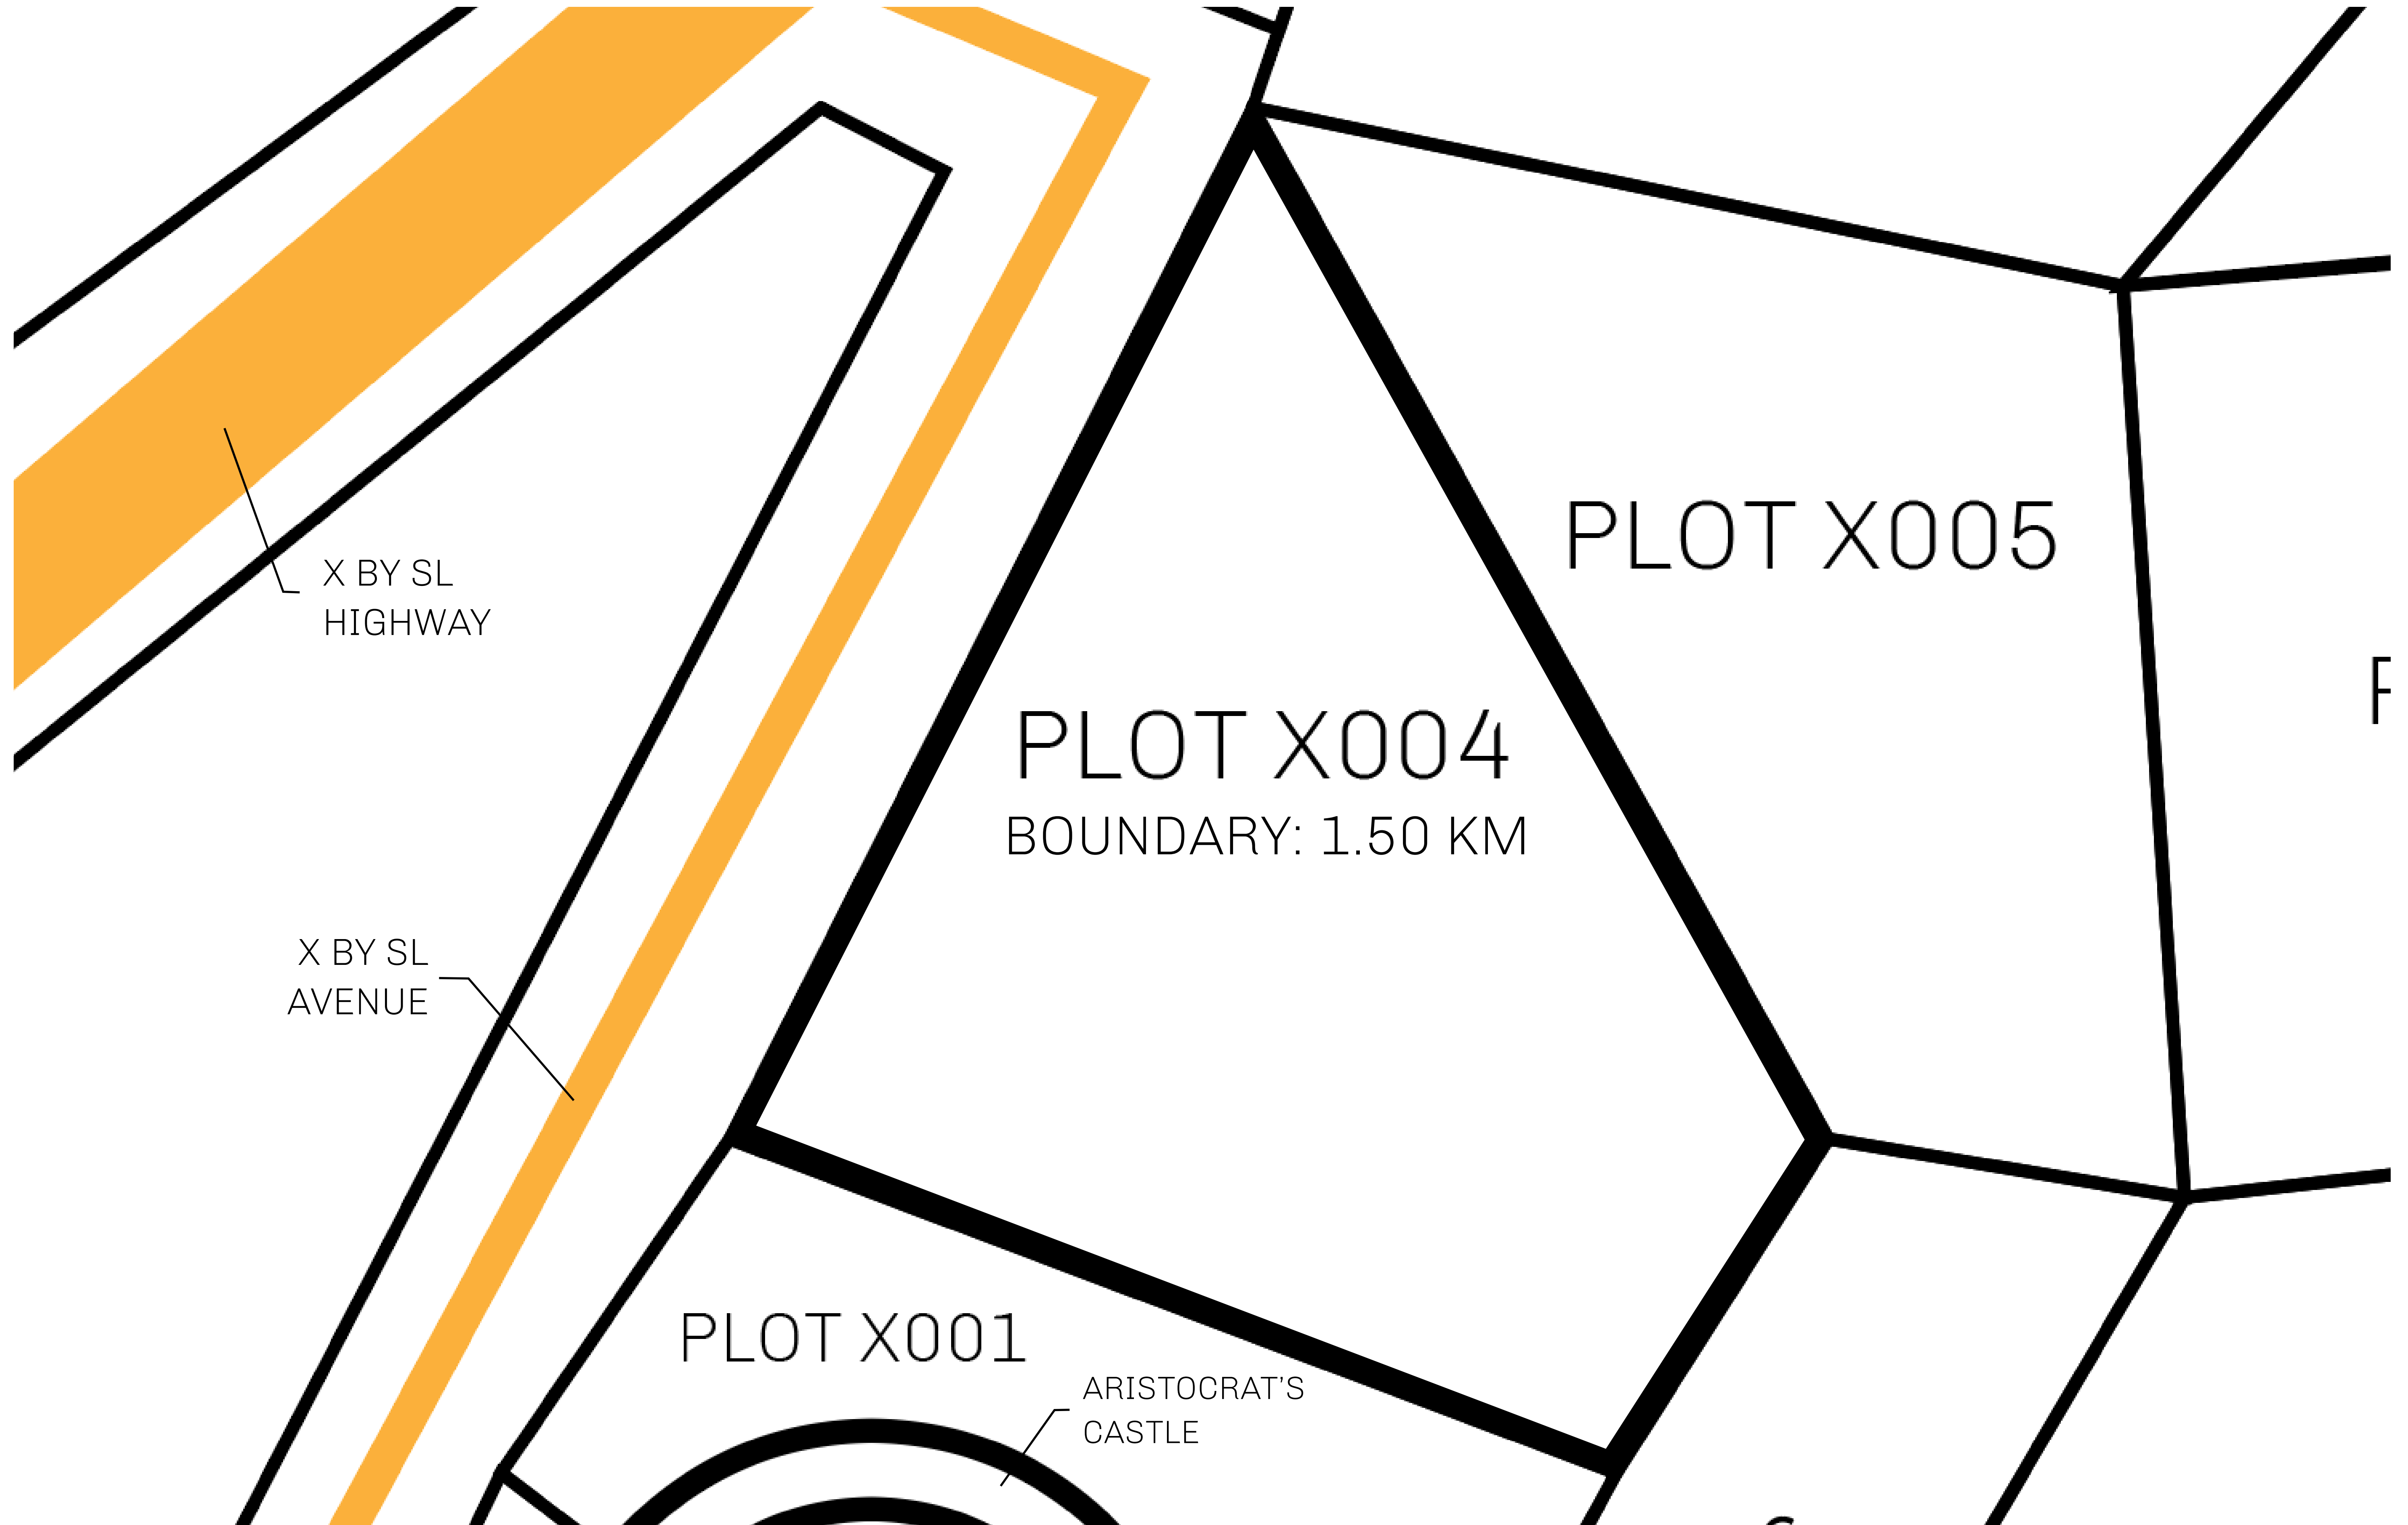 PLOT X005
X BY SL
HIGHWAY
PLOT X004
BOUNDARY: 1.50 KM
X BY SL
AVENUE
PLOT X001
ARISTOCRAT'S
CASTLE